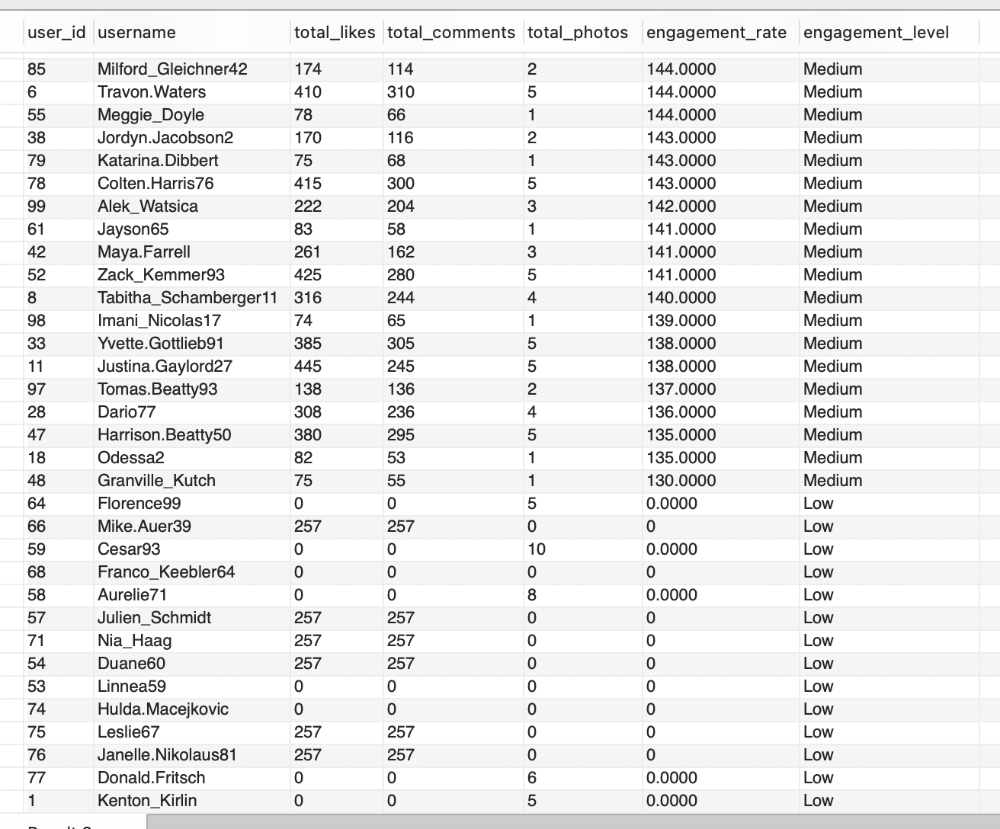 user_id username total_likes total_comments total_photos engagement_rate engagement_level
85 Milford_Gleichner42 174 114 2 144.0000 Medium
6 Travon.Waters 410 310 5 144.0000 Medium
55 Meggie_Doyle 78 66 1 144.0000 Medium
38 Jordyn.Jacobson2 170 116 2 143.0000 Medium
79 Katarina.Dibbert 75 68 1 143.0000 Medium
78 Colten.Harris76 415 300 5 143.0000 Medium
99 Alek_Watsica 222 204 3 142.0000 Medium
61 Jayson65 83 58 1 141.0000 Medium
42 Maya.Farrell 261 162 3 141.0000 Medium
52 Zack_Kemmer93 425 280 5 141.0000 Medium
8 Tabitha_Schamberger11 316 244 4 140.0000 Medium
98 Imani_Nicolas17 74 65 1 139.0000 Medium
33 Yvette.Gottlieb91 385 305 5 138.0000 Medium
11 Justina.Gaylord27 445 245 5 138.0000 Medium
97 Tomas.Beatty93 138 136 2 137.0000 Medium
28 Dario77 308 236 4 136.0000 Medium
47 Harrison.Beatty50 380 295 5 135.0000 Medium
18 Odessa2 82 53 1 135.0000 Medium
48 Granville_Kutch 75 55 1 130.0000 Medium
64 Florence99 0 0 5 0.0000 Low
66 Mike.Auer39 257 257 0 0 Low
59 Cesar93 0 0 10 0.0000 Low
68 Franco_Keebler64 0 0 0 0 Low
58 Aurelie71 0 0 8 0.0000 Low
57 Julien_Schmidt 257 257 0 0 Low
71 Nia_Haag 257 257 0 0 Low
54 Duane60 257 257 0 0 Low
53 Linnea59 0 0 0 0 Low
74 Hulda.Macejkovic 0 0 0 0 Low
75 Leslie67 257 257 0 0 Low
76 Janelle.Nikolaus81 257 257 0 0 Low
77 Donald.Fritsch 0 0 6 0.0000 Low
1 Kenton_Kirlin 0 0 5 0.0000 Low